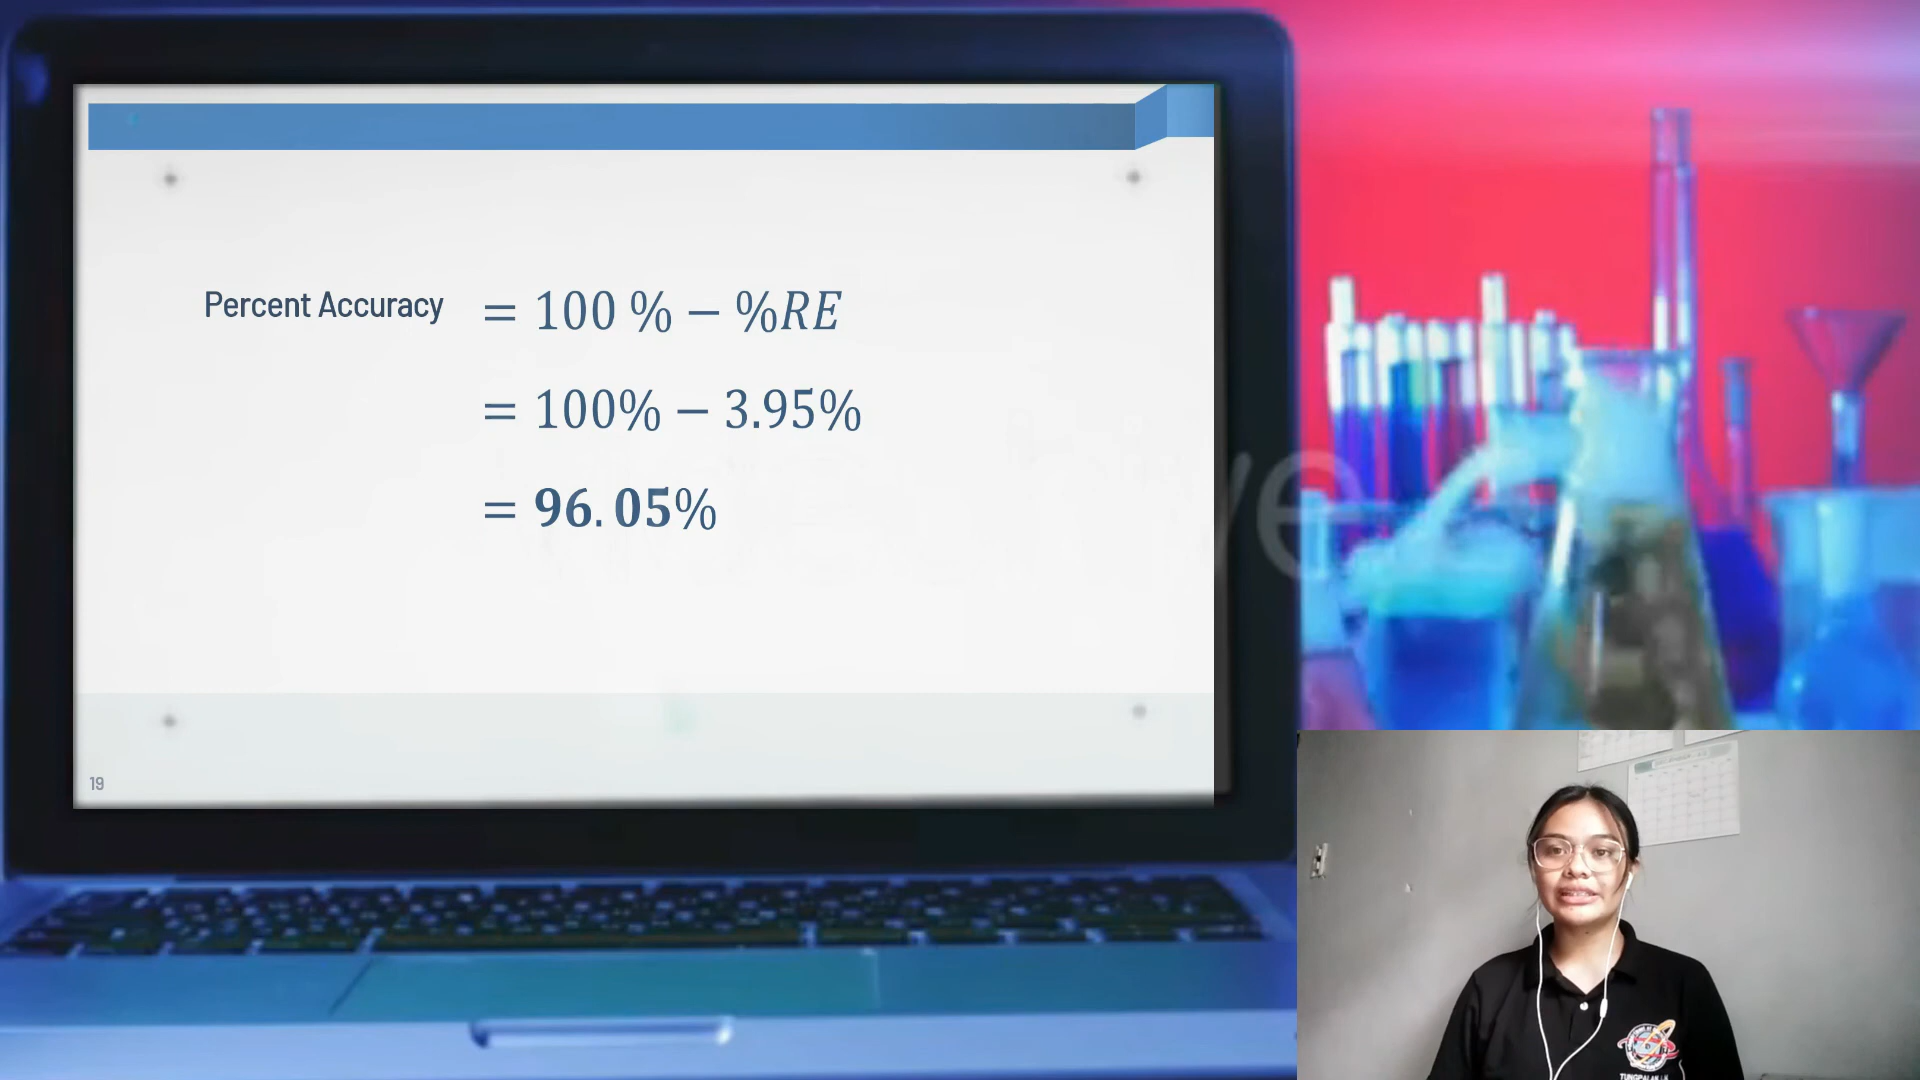 Percent Accuracy = 100 % − %RE
= 100% − 3.95%
= 96.05%
19